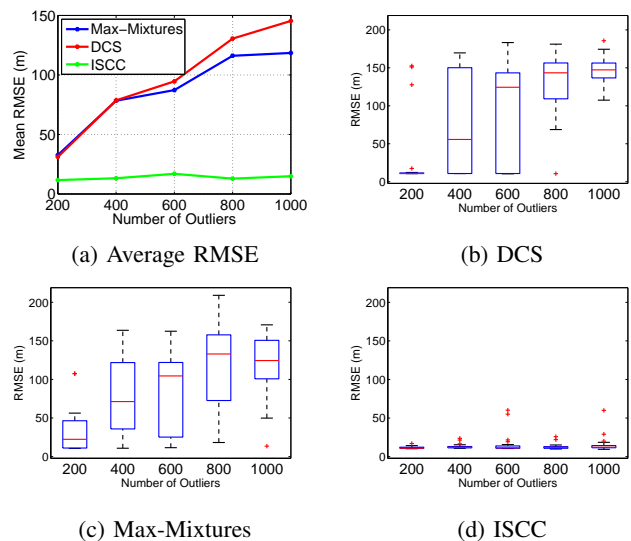 150
100
50
0
Mean RMSE (m)
Max−Mixtures
DCS
ISCC
200 400 600 800 1000
Number of Outliers
(a) Average RMSE
200
150
100
50
0
RMSE (m)
200 400 600 800 1000
Number of Outliers
(b) DCS
200
150
100
50
0
RMSE (m)
200 400 600 800 1000
Number of Outliers
(c) Max-Mixtures
200
150
100
50
0
RMSE (m)
200 400 600 800 1000
Number of Outliers
(d) ISCC